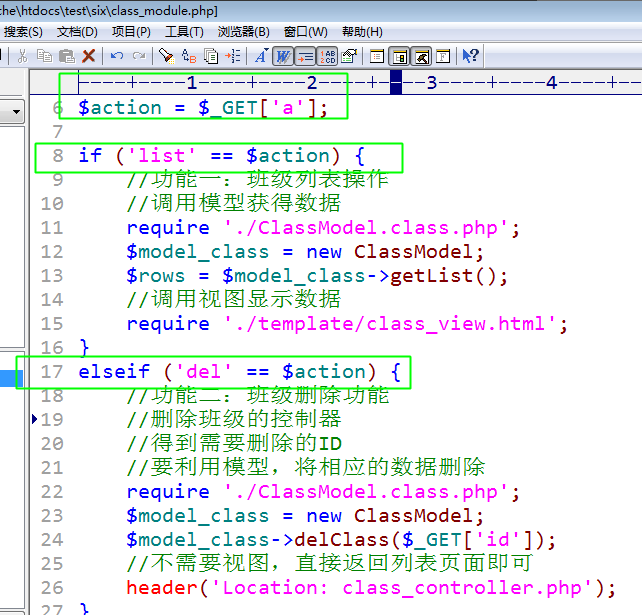 che\htdocs\test\six\class_module.php]
搜索(S) 文档(D) 项目(P) 工具(T) 浏览器(B) 窗口(W) 帮助(H)
1 2 3 4
6 $action = $_GET['a'];
7
8 if ('list' == $action) {
9 //功能一: 班级列表操作
10 //调用模型获得数据
11 require './ClassModel.class.php';
12 $model_class = new ClassModel;
13 $rows = $model_class->getList();
14 //调用视图显示数据
15 require './template/class_view.html';
16 }
17 elseif ('del' == $action) {
18 //功能二: 班级删除功能
19 //删除班级的控制器
20 //得到需要删除的ID
21 //要利用模型, 将相应的数据删除
22 require './ClassModel.class.php';
23 $model_class = new ClassModel;
24 $model_class->delClass($_GET['id']);
25 //不需要视图, 直接返回列表页面即可
26 header('Location: class_controller.php');
27 }